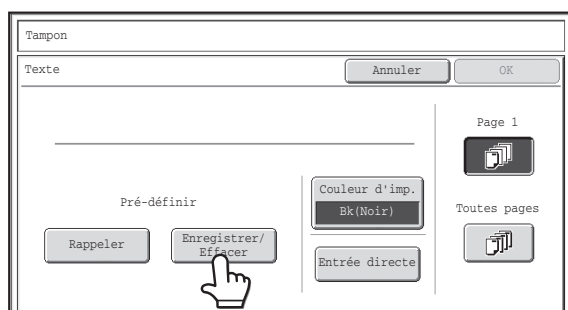 Tampon
Texte
Annuler
OK
Page 1
Pré-définir
Couleur d'imp.
Bk(Noir)
Toutes pages
Rappeler
Enregistrer/
Effacer
Entrée directe